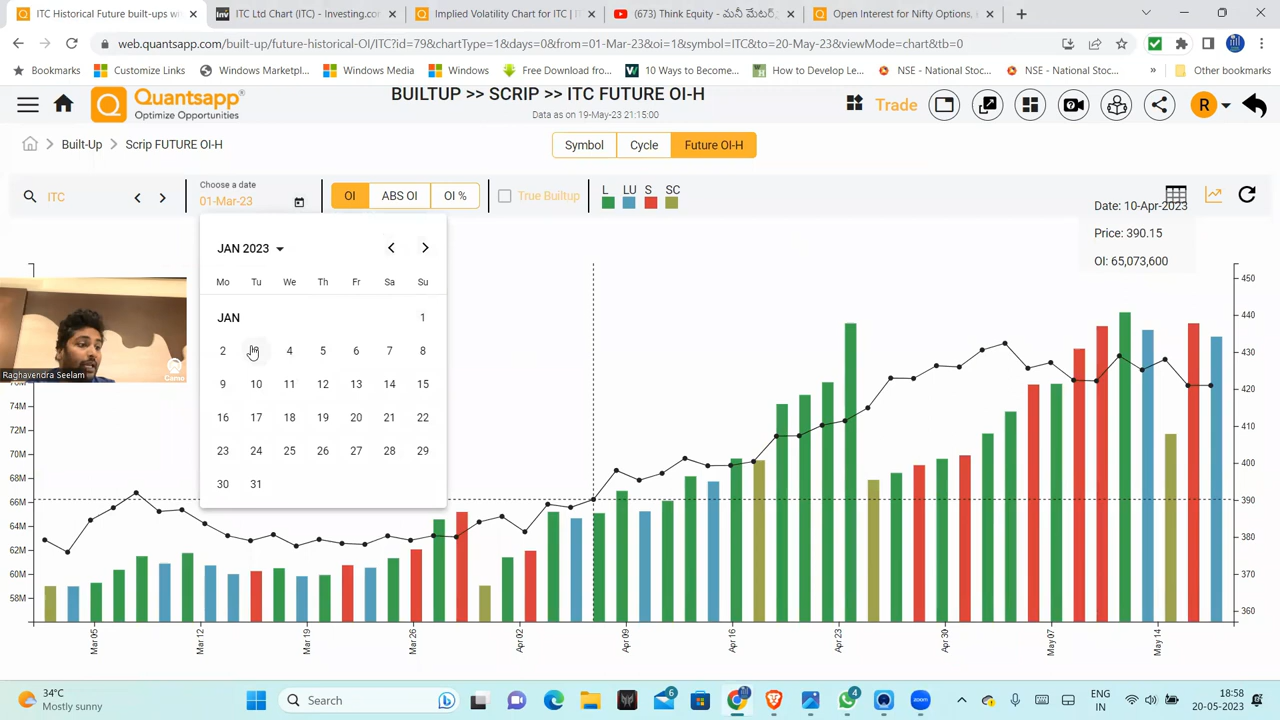 ITC Historical Future built-ups wi
ITC Ltd Chart (ITC) - Investing.co
Implied Volatility Chart for ITC | IT
(673) Think Equity - మనీ మేటర్స్
Open Interest for Nifty Options, F
web.quantsapp.com/built-up/future-historical-OI/ITC?id=79&chartType=1&days=0&from=01-Mar-23&oi=1&symbol=ITC&to=20-May-23&viewMode=chart&tb=0
Bookmarks
Customize Links
Windows Marketpl...
Windows Media
Windows
Free Download from...
10 Ways to Become...
How to Develop Le...
NSE - National Stoc...
NSE - National Stoc...
»
Other bookmarks
Quantsapp
Optimize Opportunities
BUILTUP >> SCRIP >> ITC FUTURE OI-H
Data as on 19-May-23 21:15:00
Trade
R
Built-Up
Scrip FUTURE OI-H
Symbol
Cycle
Future OI-H
ITC
Choose a date
01-Mar-23
OI
ABS OI
OI %
True Builtup
L LU S SC
Date: 10-Apr-2023
Price: 390.15
OI: 65,073,600
JAN 2023
Mo Tu We Th Fr Sa Su
JAN 1
2 4 5 6 7 8
9 10 11 12 13 14 15
16 17 18 19 20 21 22
23 24 25 26 27 28 29
30 31
Raghavendra Seelam
Camo
74M
72M
70M
68M
66M
64M
62M
60M
58M
450
440
430
420
410
400
390
380
370
360
Mar 05
Mar 12
Mar 19
Mar 26
Apr 02
Apr 09
Apr 16
Apr 23
Apr 30
May 07
May 14
34°C
Mostly sunny
Search
6
4
zoom
ENG
IN
18:58
20-05-2023